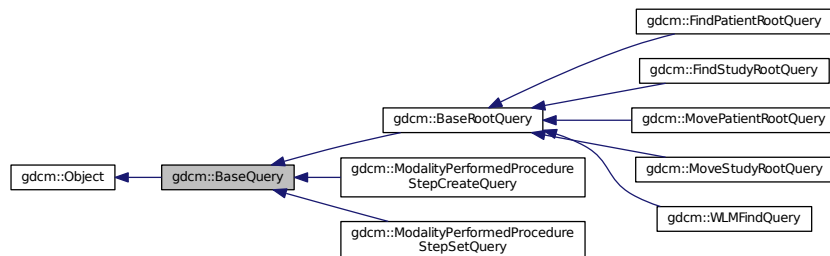 gdcm::FindPatientRootQuery
gdcm::FindStudyRootQuery
gdcm::BaseRootQuery
gdcm::MovePatientRootQuery
gdcm::MoveStudyRootQuery
gdcm::Object
gdcm::BaseQuery
gdcm::ModalityPerformedProcedure
StepCreateQuery
gdcm::WLMFindQuery
gdcm::ModalityPerformedProcedure
StepSetQuery